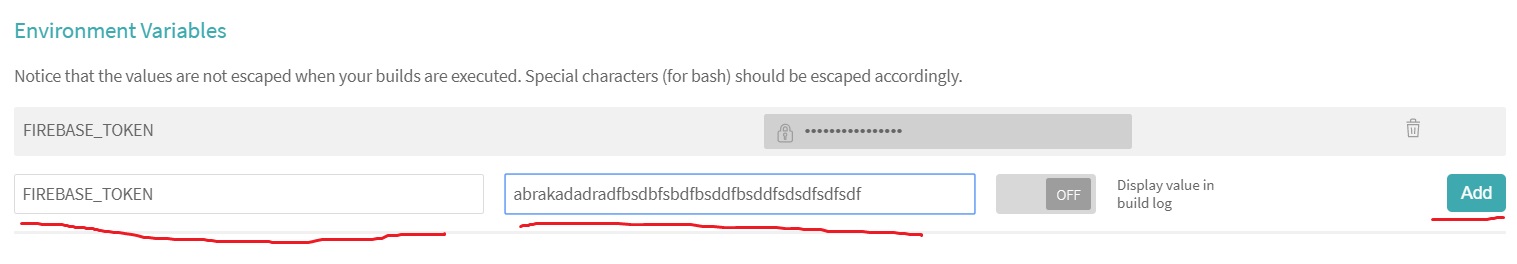 Environment Variables
Notice that the values are not escaped when your builds are executed. Special characters (for bash) should be escaped accordingly.
FIREBASE_TOKEN ••••••••••••••••
FIREBASE_TOKEN abrakadadradfbsdbfsbdfbsddfbsddfsdsdfsdfsdf OFF Display value in
build log Add